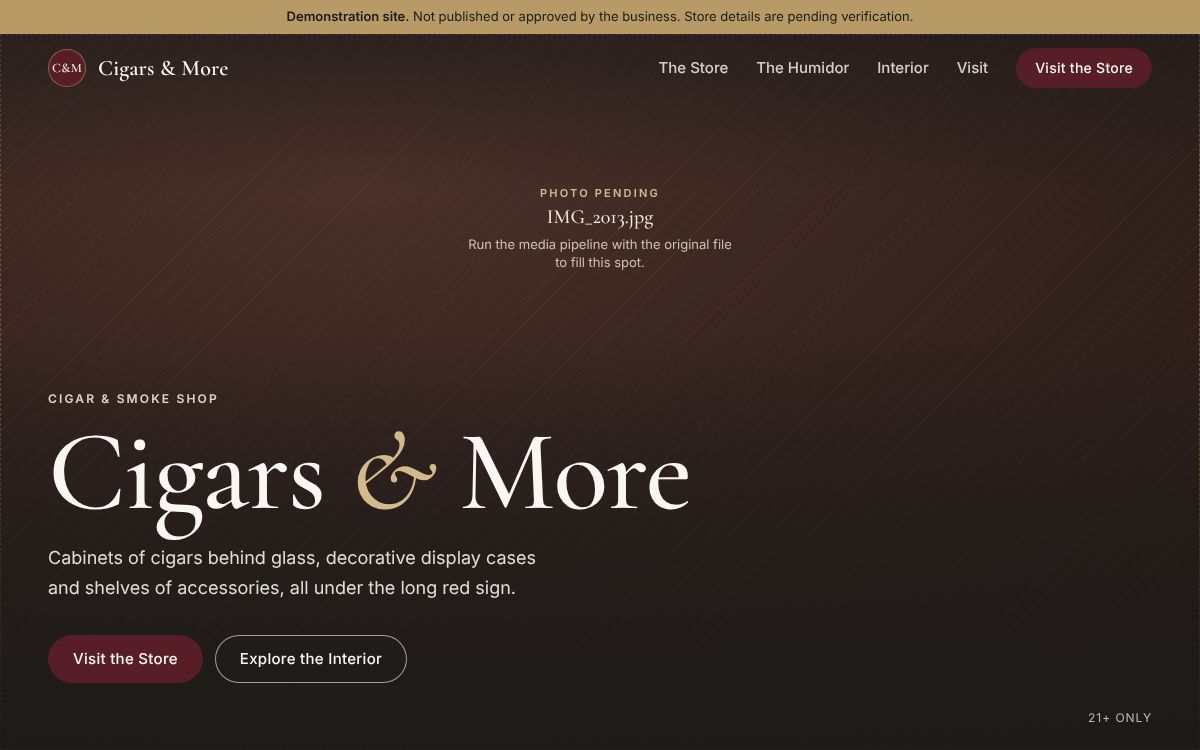 Demonstration site. Not published or approved by the business. Store details are pending verification.
C&M Cigars & More
The Store The Humidor Interior Visit Visit the Store
PHOTO PENDING
IMG_2013.jpg
Run the media pipeline with the original file
to fill this spot.
CIGAR & SMOKE SHOP
Cigars & More
Cabinets of cigars behind glass, decorative display cases
and shelves of accessories, all under the long red sign.
Visit the Store Explore the Interior
21+ ONLY